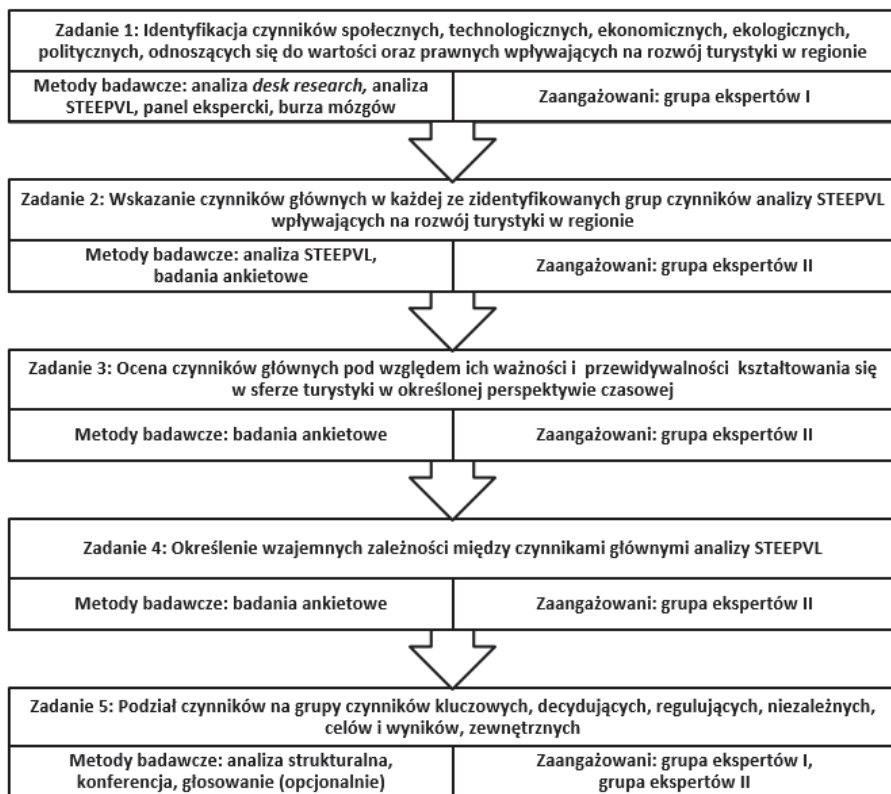 Zadanie 1: Identyfikacja czynników społecznych, technologicznych, ekonomicznych, ekologicznych,
politycznych, odnoszących się do wartości oraz prawnych wpływających na rozwój turystyki w regionie
Metody badawcze: analiza desk research, analiza
STEEPVL, panel ekspercki, burza mózgów
Zaangażowani: grupa ekspertów I
Zadanie 2: Wskazanie czynników głównych w każdej ze zidentyfikowanych grup czynników analizy STEEPVL
wpływających na rozwój turystyki w regionie
Metody badawcze: analiza STEEPVL,
badania ankietowe
Zaangażowani: grupa ekspertów II
Zadanie 3: Ocena czynników głównych pod względem ich ważności i przewidywalności kształtowania się
w sferze turystyki w określonej perspektywie czasowej
Metody badawcze: badania ankietowe
Zaangażowani: grupa ekspertów II
Zadanie 4: Określenie wzajemnych zależności między czynnikami głównymi analizy STEEPVL
Metody badawcze: badania ankietowe
Zaangażowani: grupa ekspertów II
Zadanie 5: Podział czynników na grupy czynników kluczowych, decydujących, regulujących, niezależnych,
celów i wyników, zewnętrznych
Metody badawcze: analiza strukturalna,
konferencja, głosowanie (opcjonalnie)
Zaangażowani: grupa ekspertów I,
grupa ekspertów II